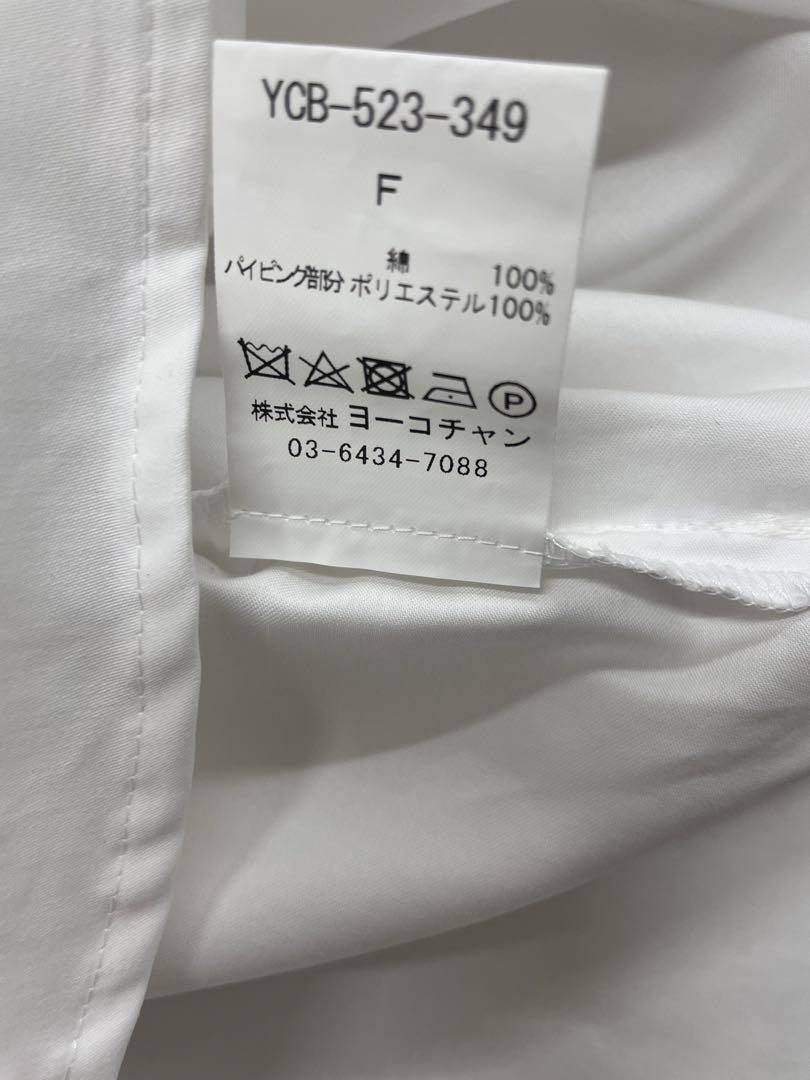 YCB-523-349
F
綿 100%
パイピング部分 ポリエステル100%
P
株式会社 ヨーコチャン
03-6434-7088